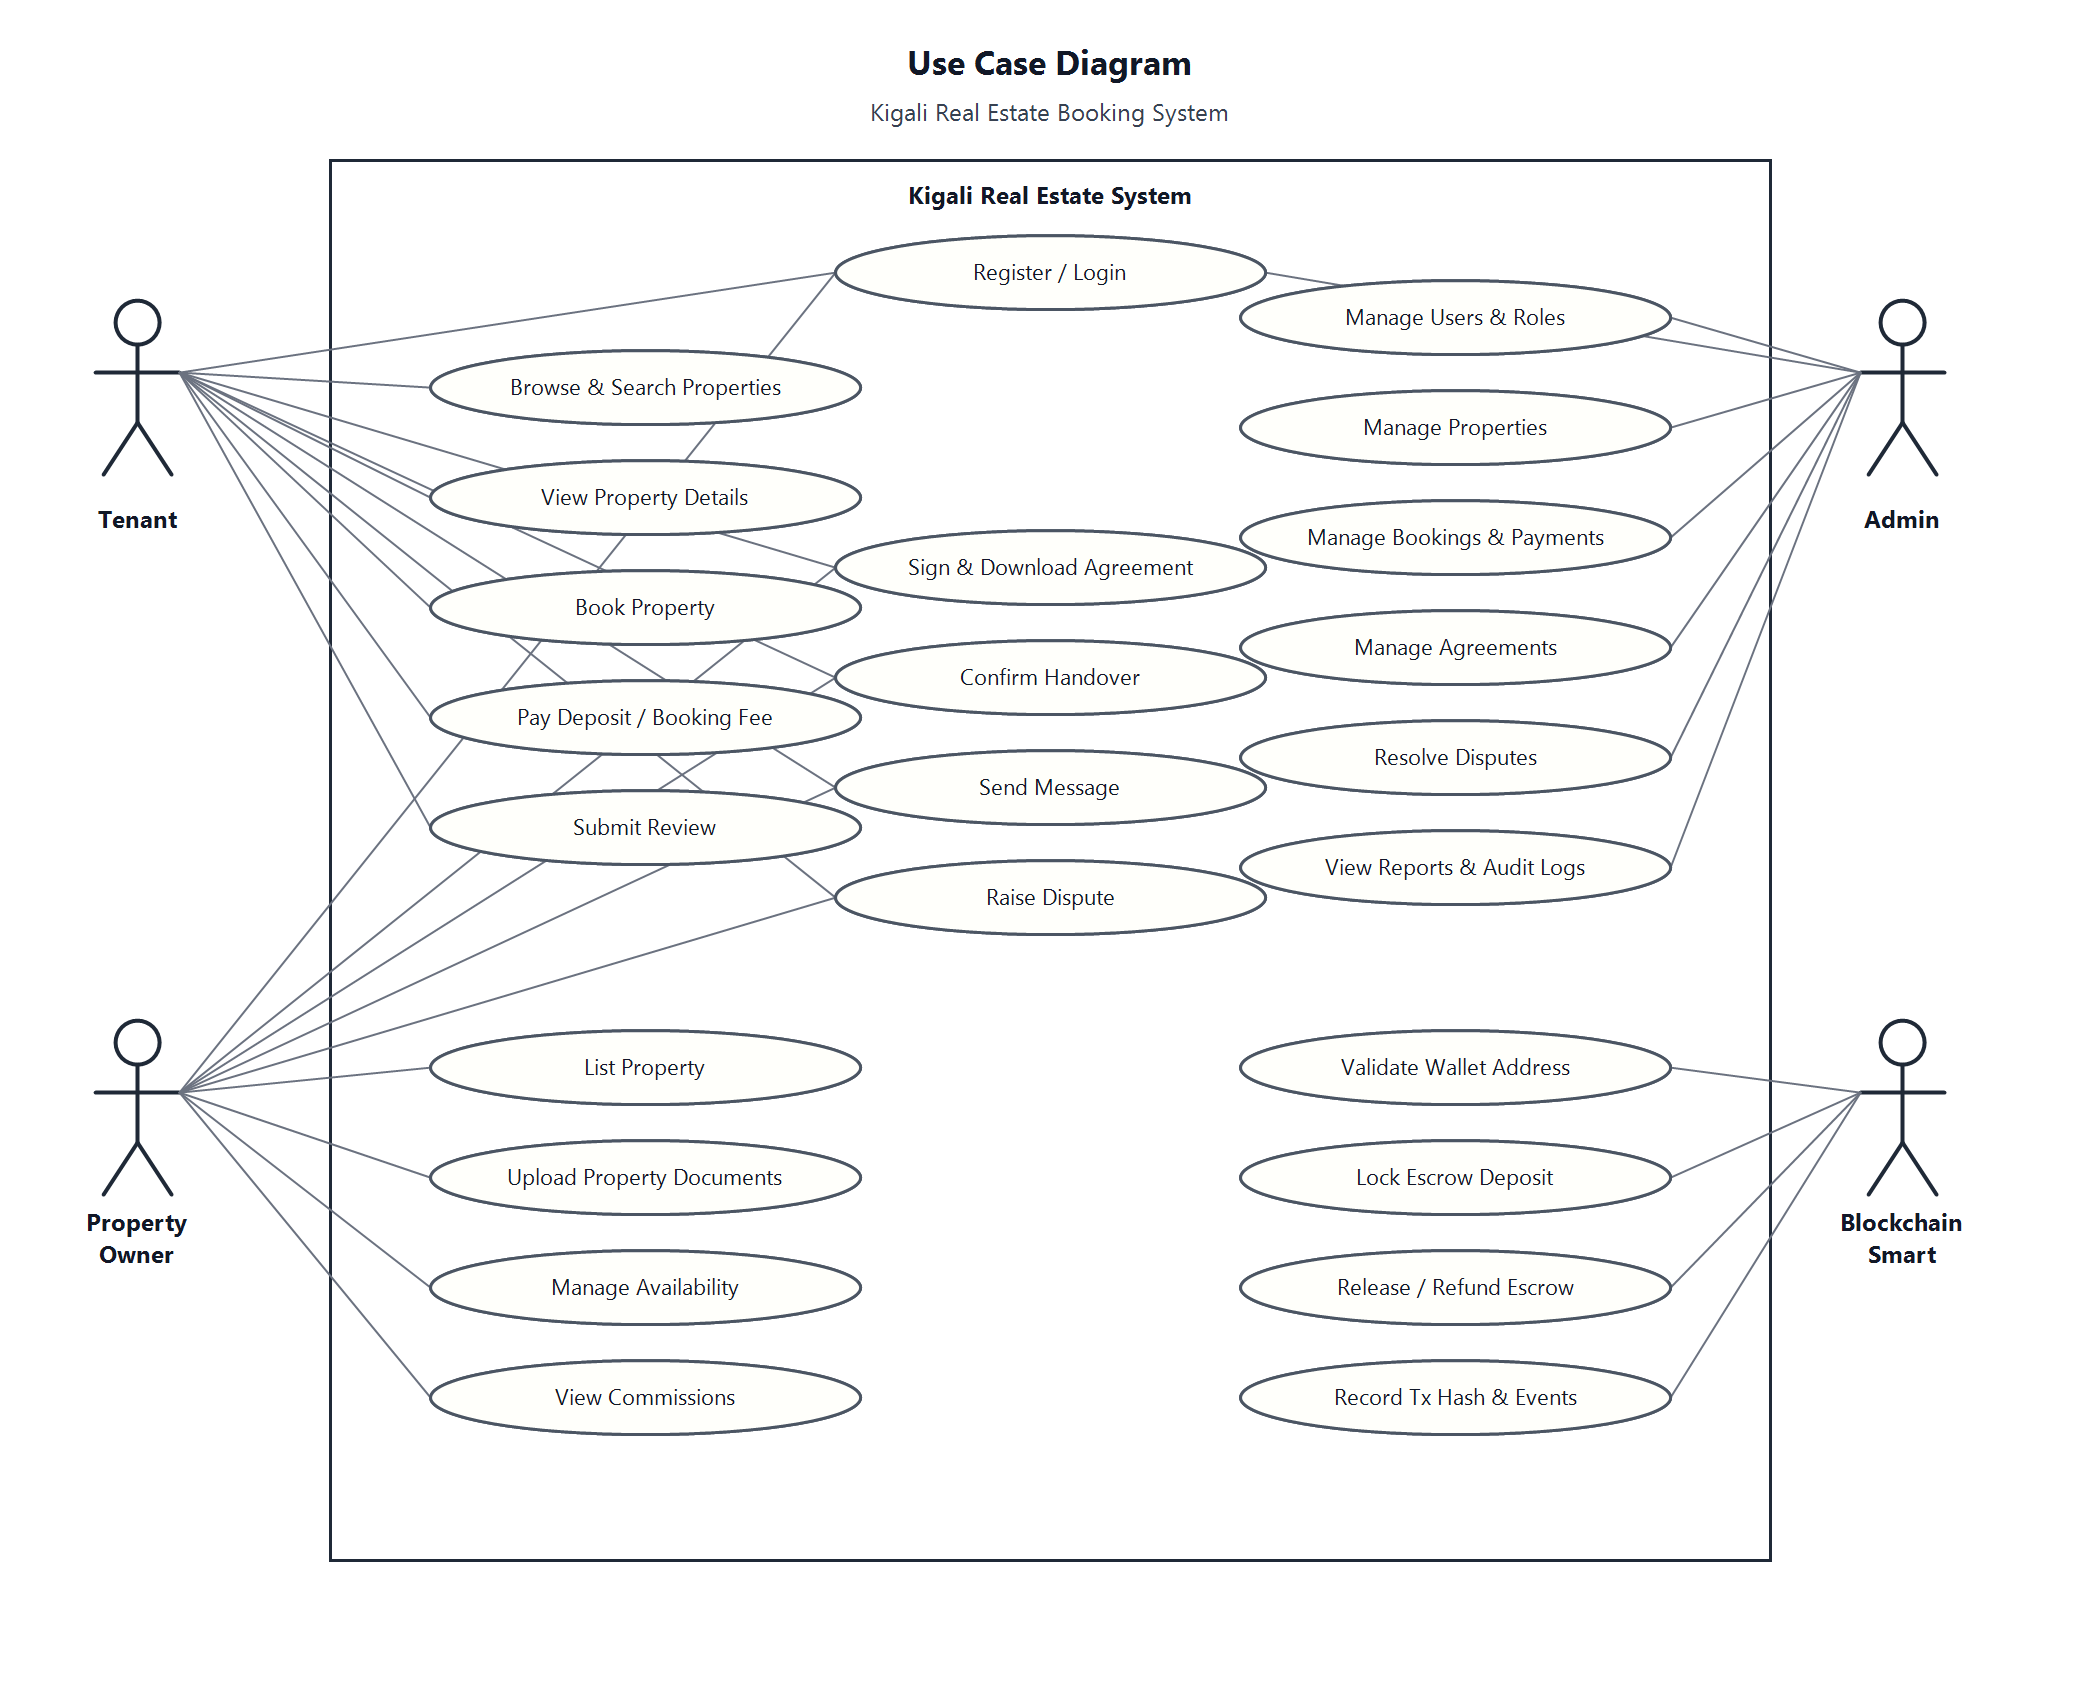 Use Case Diagram
Kigali Real Estate Booking System
Kigali Real Estate System
Register / Login
Manage Users & Roles
Browse & Search Properties
Manage Properties
View Property Details
Tenant
Admin
Manage Bookings & Payments
Sign & Download Agreement
Book Property
Manage Agreements
Confirm Handover
Pay Deposit / Booking Fee
Resolve Disputes
Send Message
Submit Review
View Reports & Audit Logs
Raise Dispute
List Property
Validate Wallet Address
Upload Property Documents
Lock Escrow Deposit
Property
Owner
Blockchain
Smart
Manage Availability
Release / Refund Escrow
View Commissions
Record Tx Hash & Events